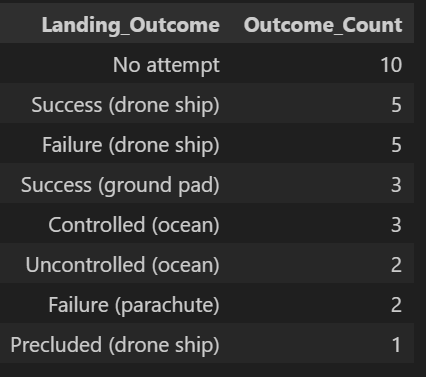 Landing_Outcome Outcome_Count
No attempt 10
Success (drone ship) 5
Failure (drone ship) 5
Success (ground pad) 3
Controlled (ocean) 3
Uncontrolled (ocean) 2
Failure (parachute) 2
Precluded (drone ship) 1